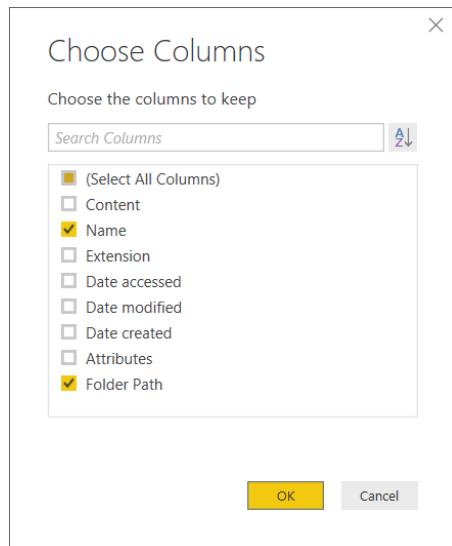 Choose Columns
Choose the columns to keep
Search Columns
(Select All Columns)
Content
Name
Extension
Date accessed
Date modified
Date created
Attributes
Folder Path
OK Cancel